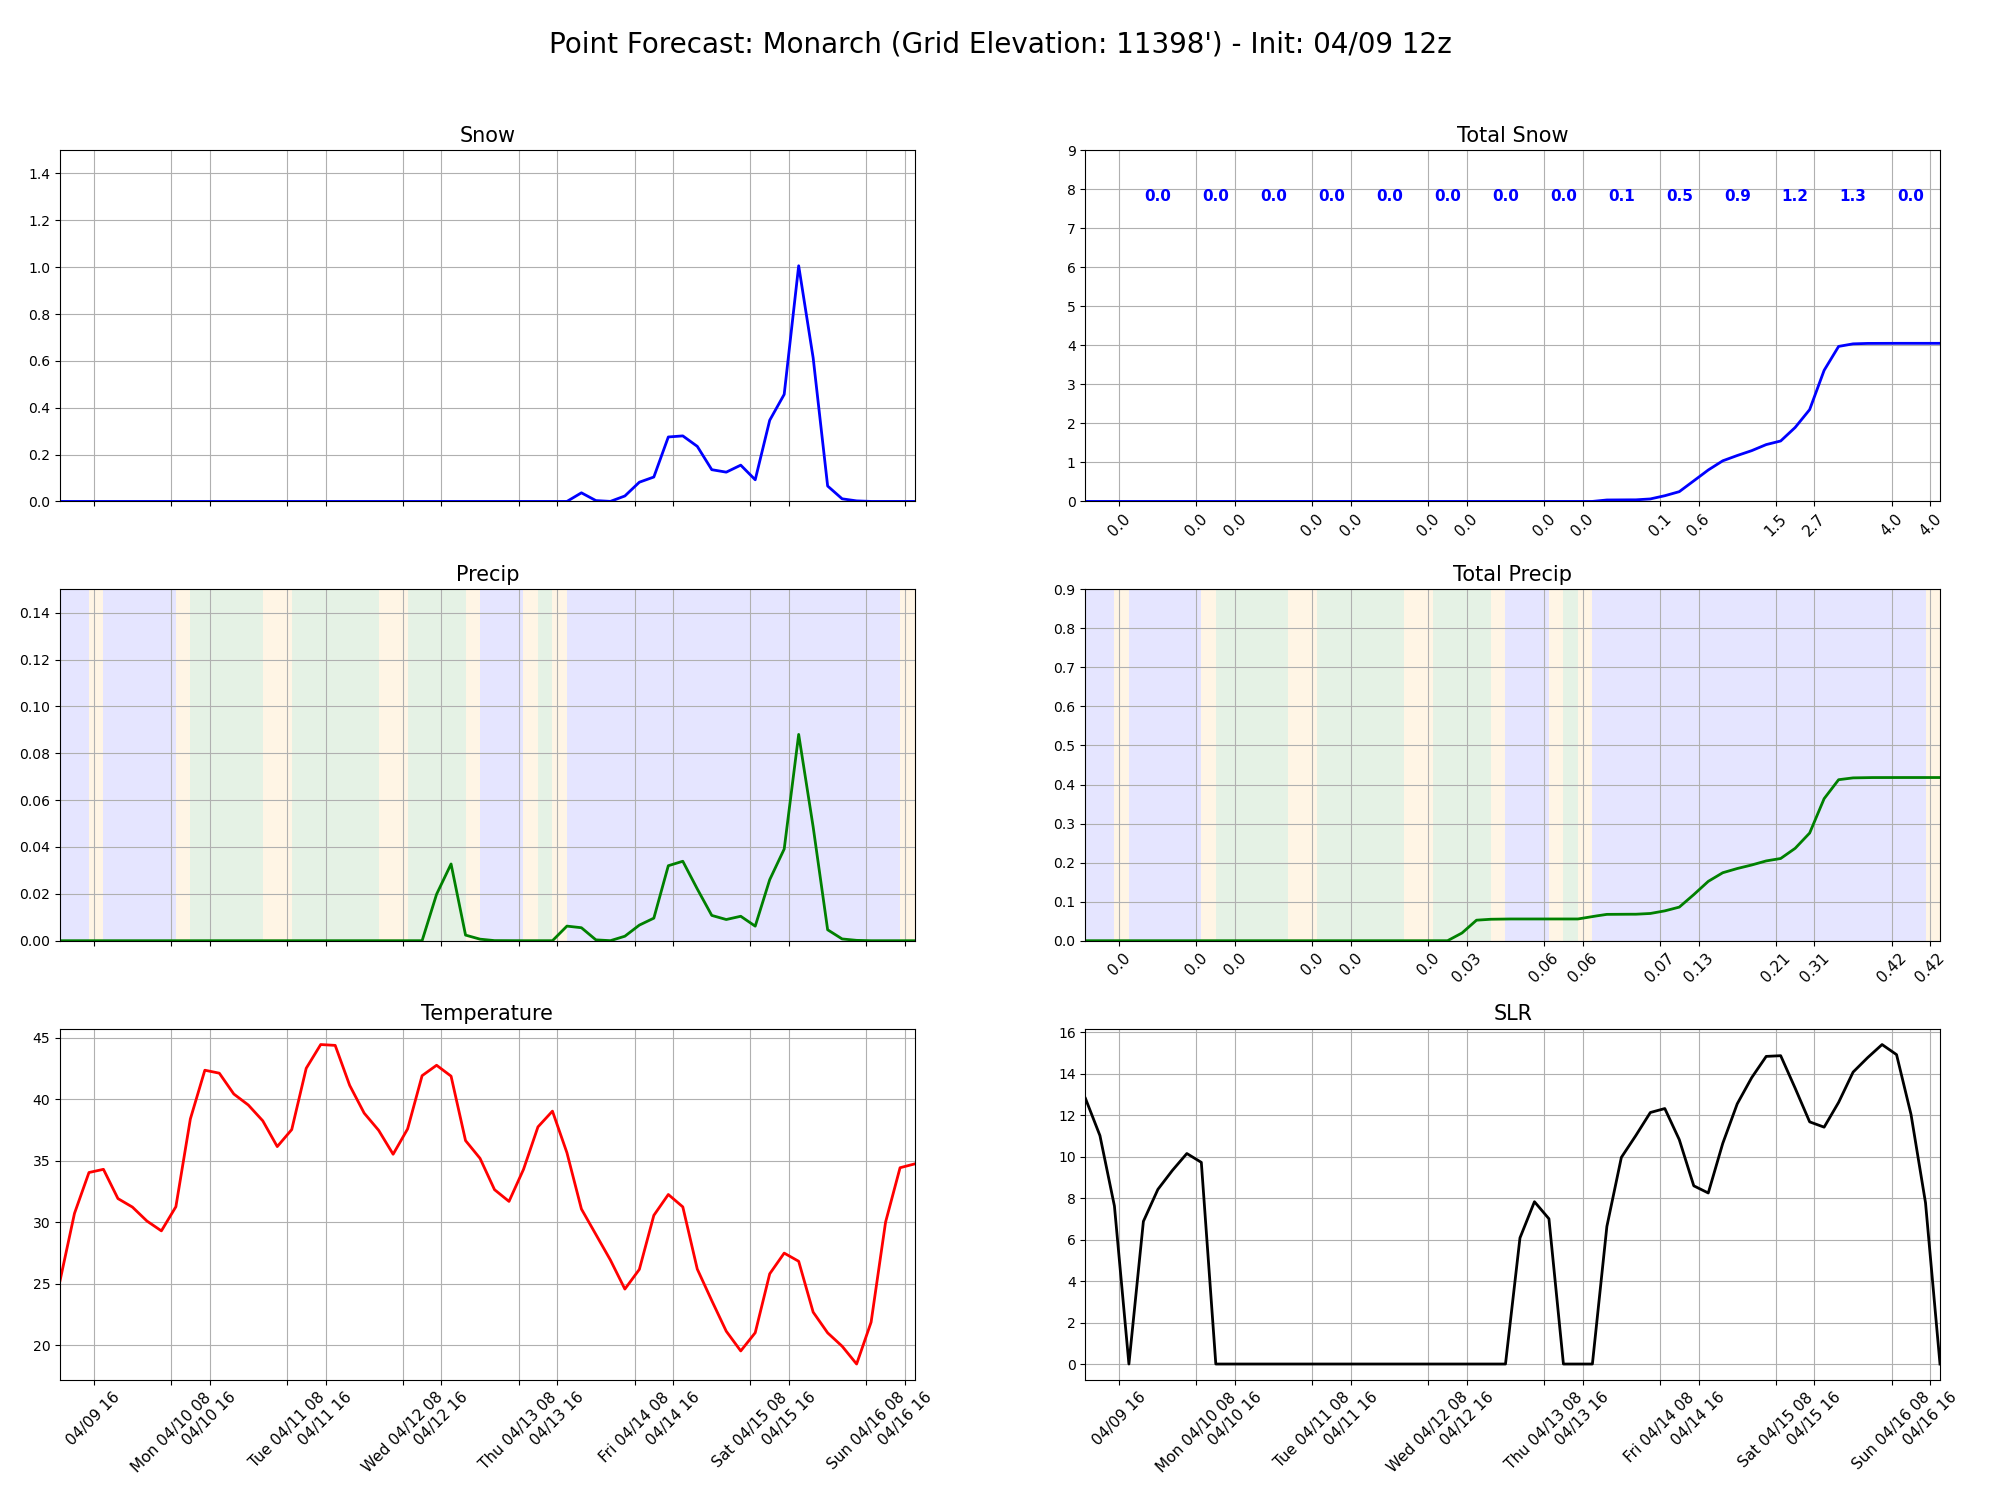 Point Forecast: Monarch (Grid Elevation: 11398') - Init: 04/09 12z
Snow
1.4
1.2
1.0
0.8
0.6
0.4
0.2
0.0
Total Snow
9
8
7
6
5
4
3
2
1
0
0.0 0.0 0.0 0.0 0.0 0.0 0.0 0.0 0.1 0.5 0.9 1.2 1.3 0.0
0.0 0.0 0.0 0.0 0.0 0.0 0.0 0.0 0.0 0.1 0.6 1.5 2.7 4.0 4.0
Precip
0.14
0.12
0.10
0.08
0.06
0.04
0.02
0.00
Total Precip
0.9
0.8
0.7
0.6
0.5
0.4
0.3
0.2
0.1
0.0
0.0 0.0 0.0 0.0 0.0 0.0 0.03 0.06 0.06 0.07 0.13 0.21 0.31 0.42 0.42
Temperature
45
40
35
30
25
20
04/09 16
Mon 04/10 08
04/10 16
Tue 04/11 08
04/11 16
Wed 04/12 08
04/12 16
Thu 04/13 08
04/13 16
Fri 04/14 08
04/14 16
Sat 04/15 08
04/15 16
Sun 04/16 08
04/16 16
SLR
16
14
12
10
8
6
4
2
0
04/09 16
Mon 04/10 08
04/10 16
Tue 04/11 08
04/11 16
Wed 04/12 08
04/12 16
Thu 04/13 08
04/13 16
Fri 04/14 08
04/14 16
Sat 04/15 08
04/15 16
Sun 04/16 08
04/16 16